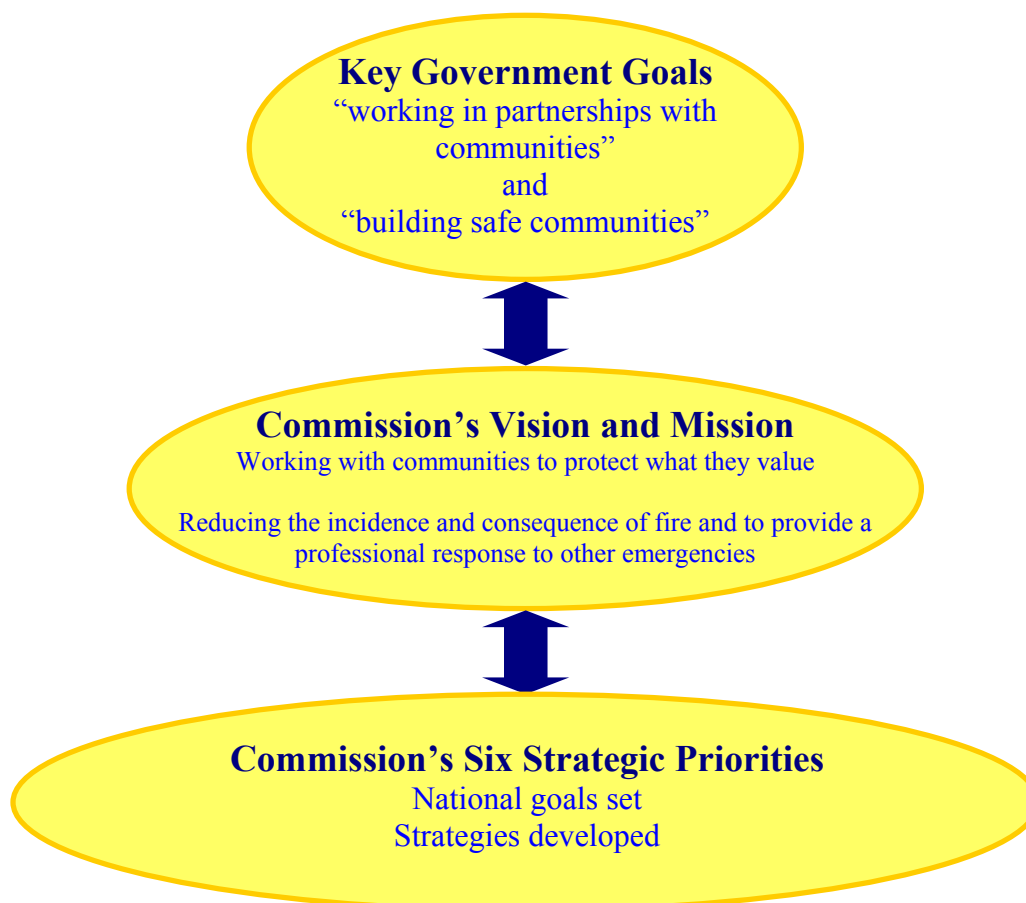 Key Government Goals
“working in partnerships with
communities”
and
“building safe communities”
Commission’s Vision and Mission
Working with communities to protect what they value
Reducing the incidence and consequence of fire and to provide a
professional response to other emergencies
Commission’s Six Strategic Priorities
National goals set
Strategies developed